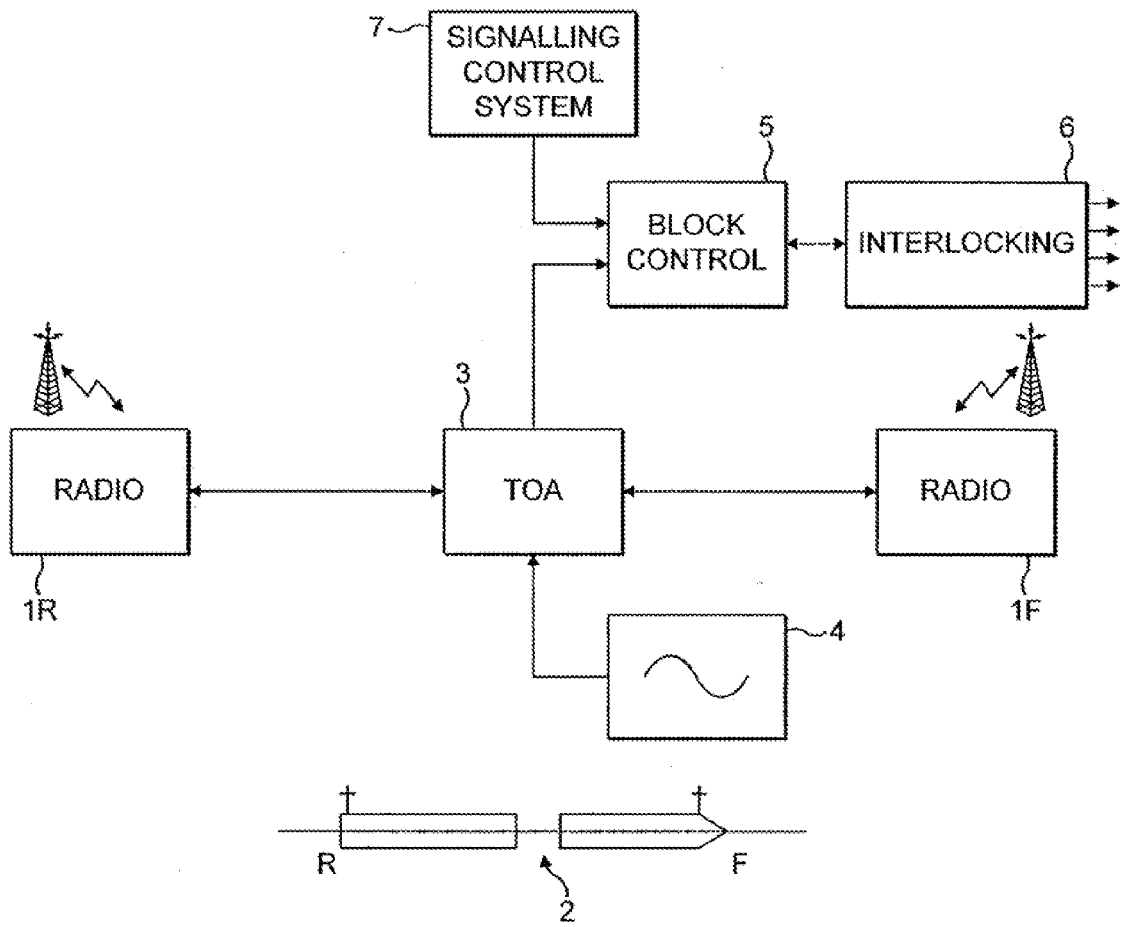 7
SIGNALLING
CONTROL
SYSTEM
5
6
BLOCK
CONTROL
INTERLOCKING
3
RADIO
TOA
RADIO
1R
1F
4
R
F
2